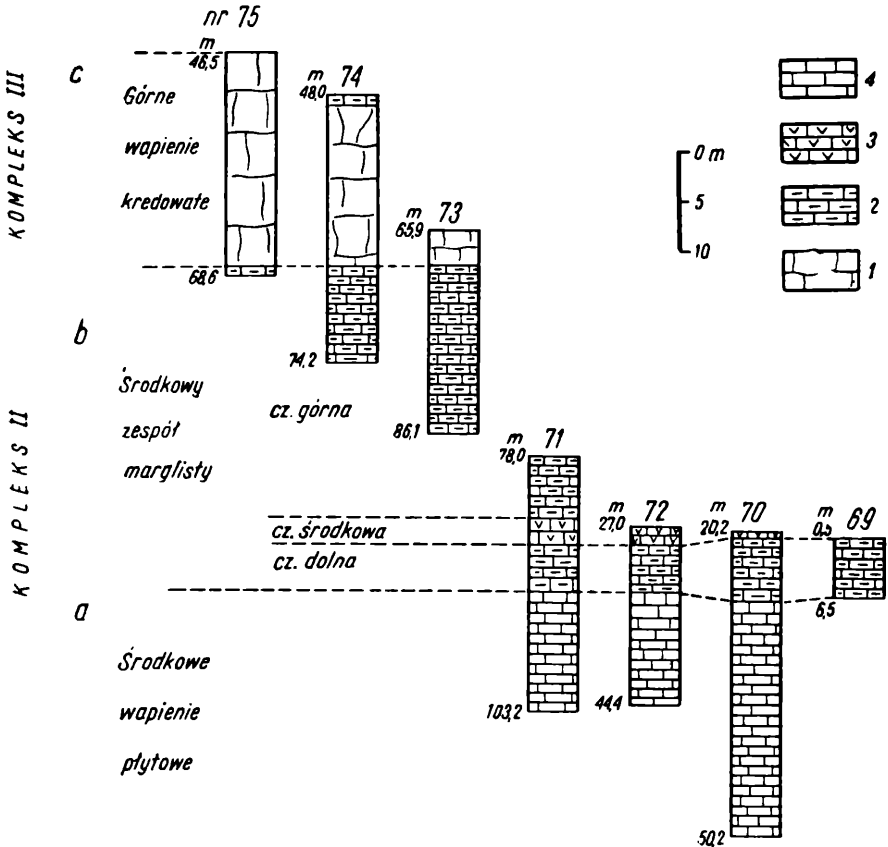 nr 75
m
46,5
68,6
74
m
48,0
74,2
73
m
65,9
86,1
71
m
78,0
103,2
72
m
27,0
44,4
70
m
20,2
50,2
69
m
0,5
6,5
KOMPLEKS III
c
Górne
wapienie
kredowate
KOMPLEKS II
b
Środkowy
zespół
marglisty
cz. górna
cz. środkowa
cz. dolna
a
Środkowe
wapienie
płytowe
0 m
5
10
4
3
2
1